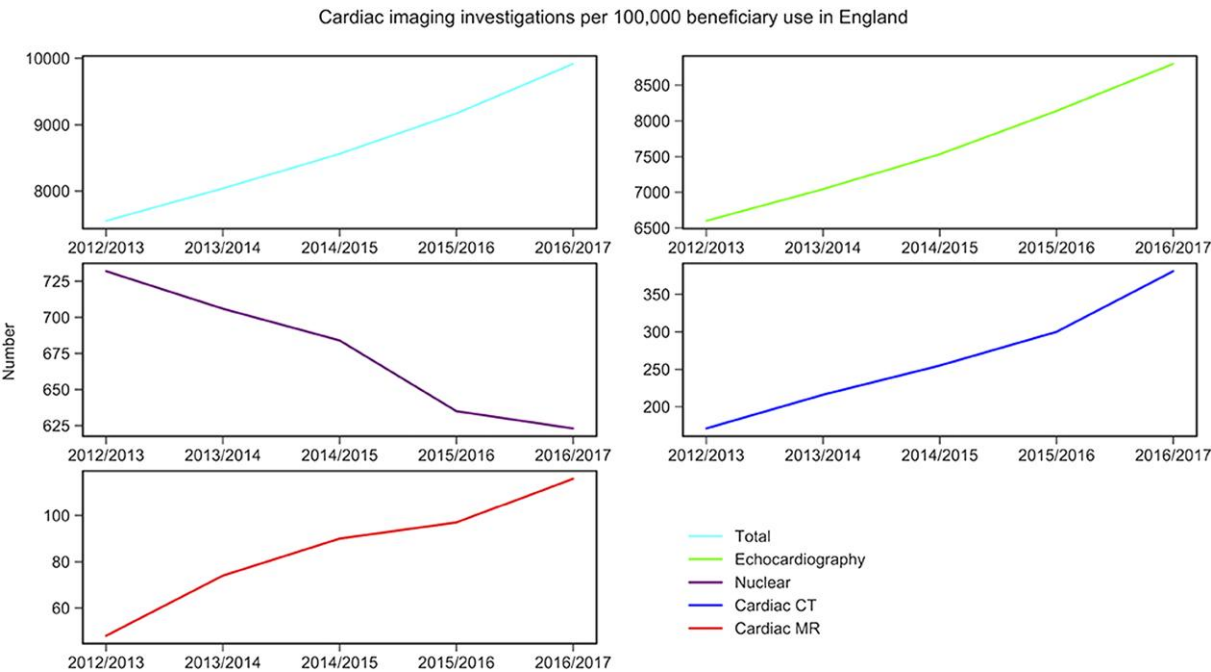 Cardiac imaging investigations per 100,000 beneficiary use in England
10000
9000
8000
2012/2013 2013/2014 2014/2015 2015/2016 2016/2017
8500
8000
7500
7000
6500
2012/2013 2013/2014 2014/2015 2015/2016 2016/2017
Number
725
700
675
650
625
2012/2013 2013/2014 2014/2015 2015/2016 2016/2017
350
300
250
200
2012/2013 2013/2014 2014/2015 2015/2016 2016/2017
100
80
60
2012/2013 2013/2014 2014/2015 2015/2016 2016/2017
Total
Echocardiography
Nuclear
Cardiac CT
Cardiac MR